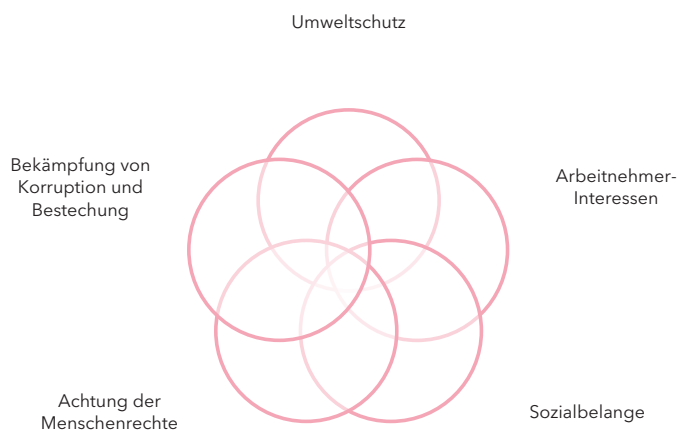 Umweltschutz
Bekämpfung von
Korruption und
Bestechung
Arbeitnehmer-
Interessen
Achtung der
Menschenrechte
Sozialbelange